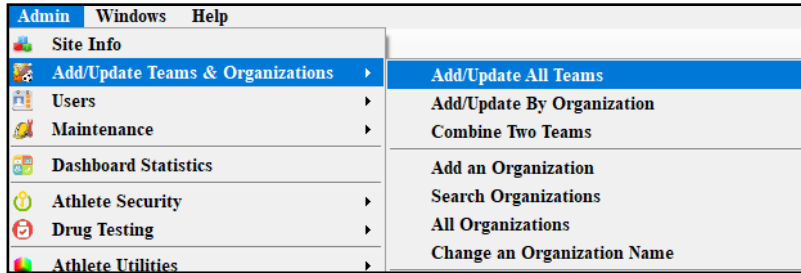 Admin Windows Help
Site Info
Add/Update Teams & Organizations
Users
Maintenance
Dashboard Statistics
Athlete Security
Drug Testing
Athlete Utilities
Add/Update All Teams
Add/Update By Organization
Combine Two Teams
Add an Organization
Search Organizations
All Organizations
Change an Organization Name